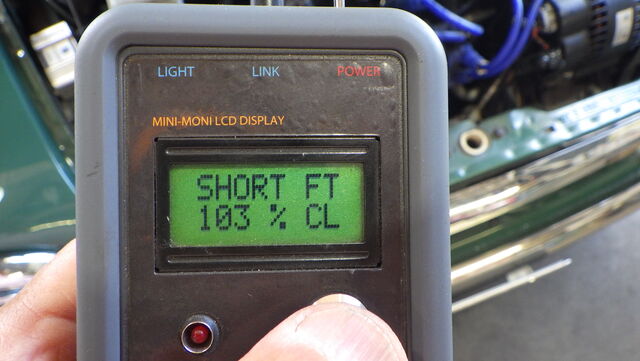 LIGHT LINK POWER
MINI-MONI LCD DISPLAY
SHORT FT
103 % CL